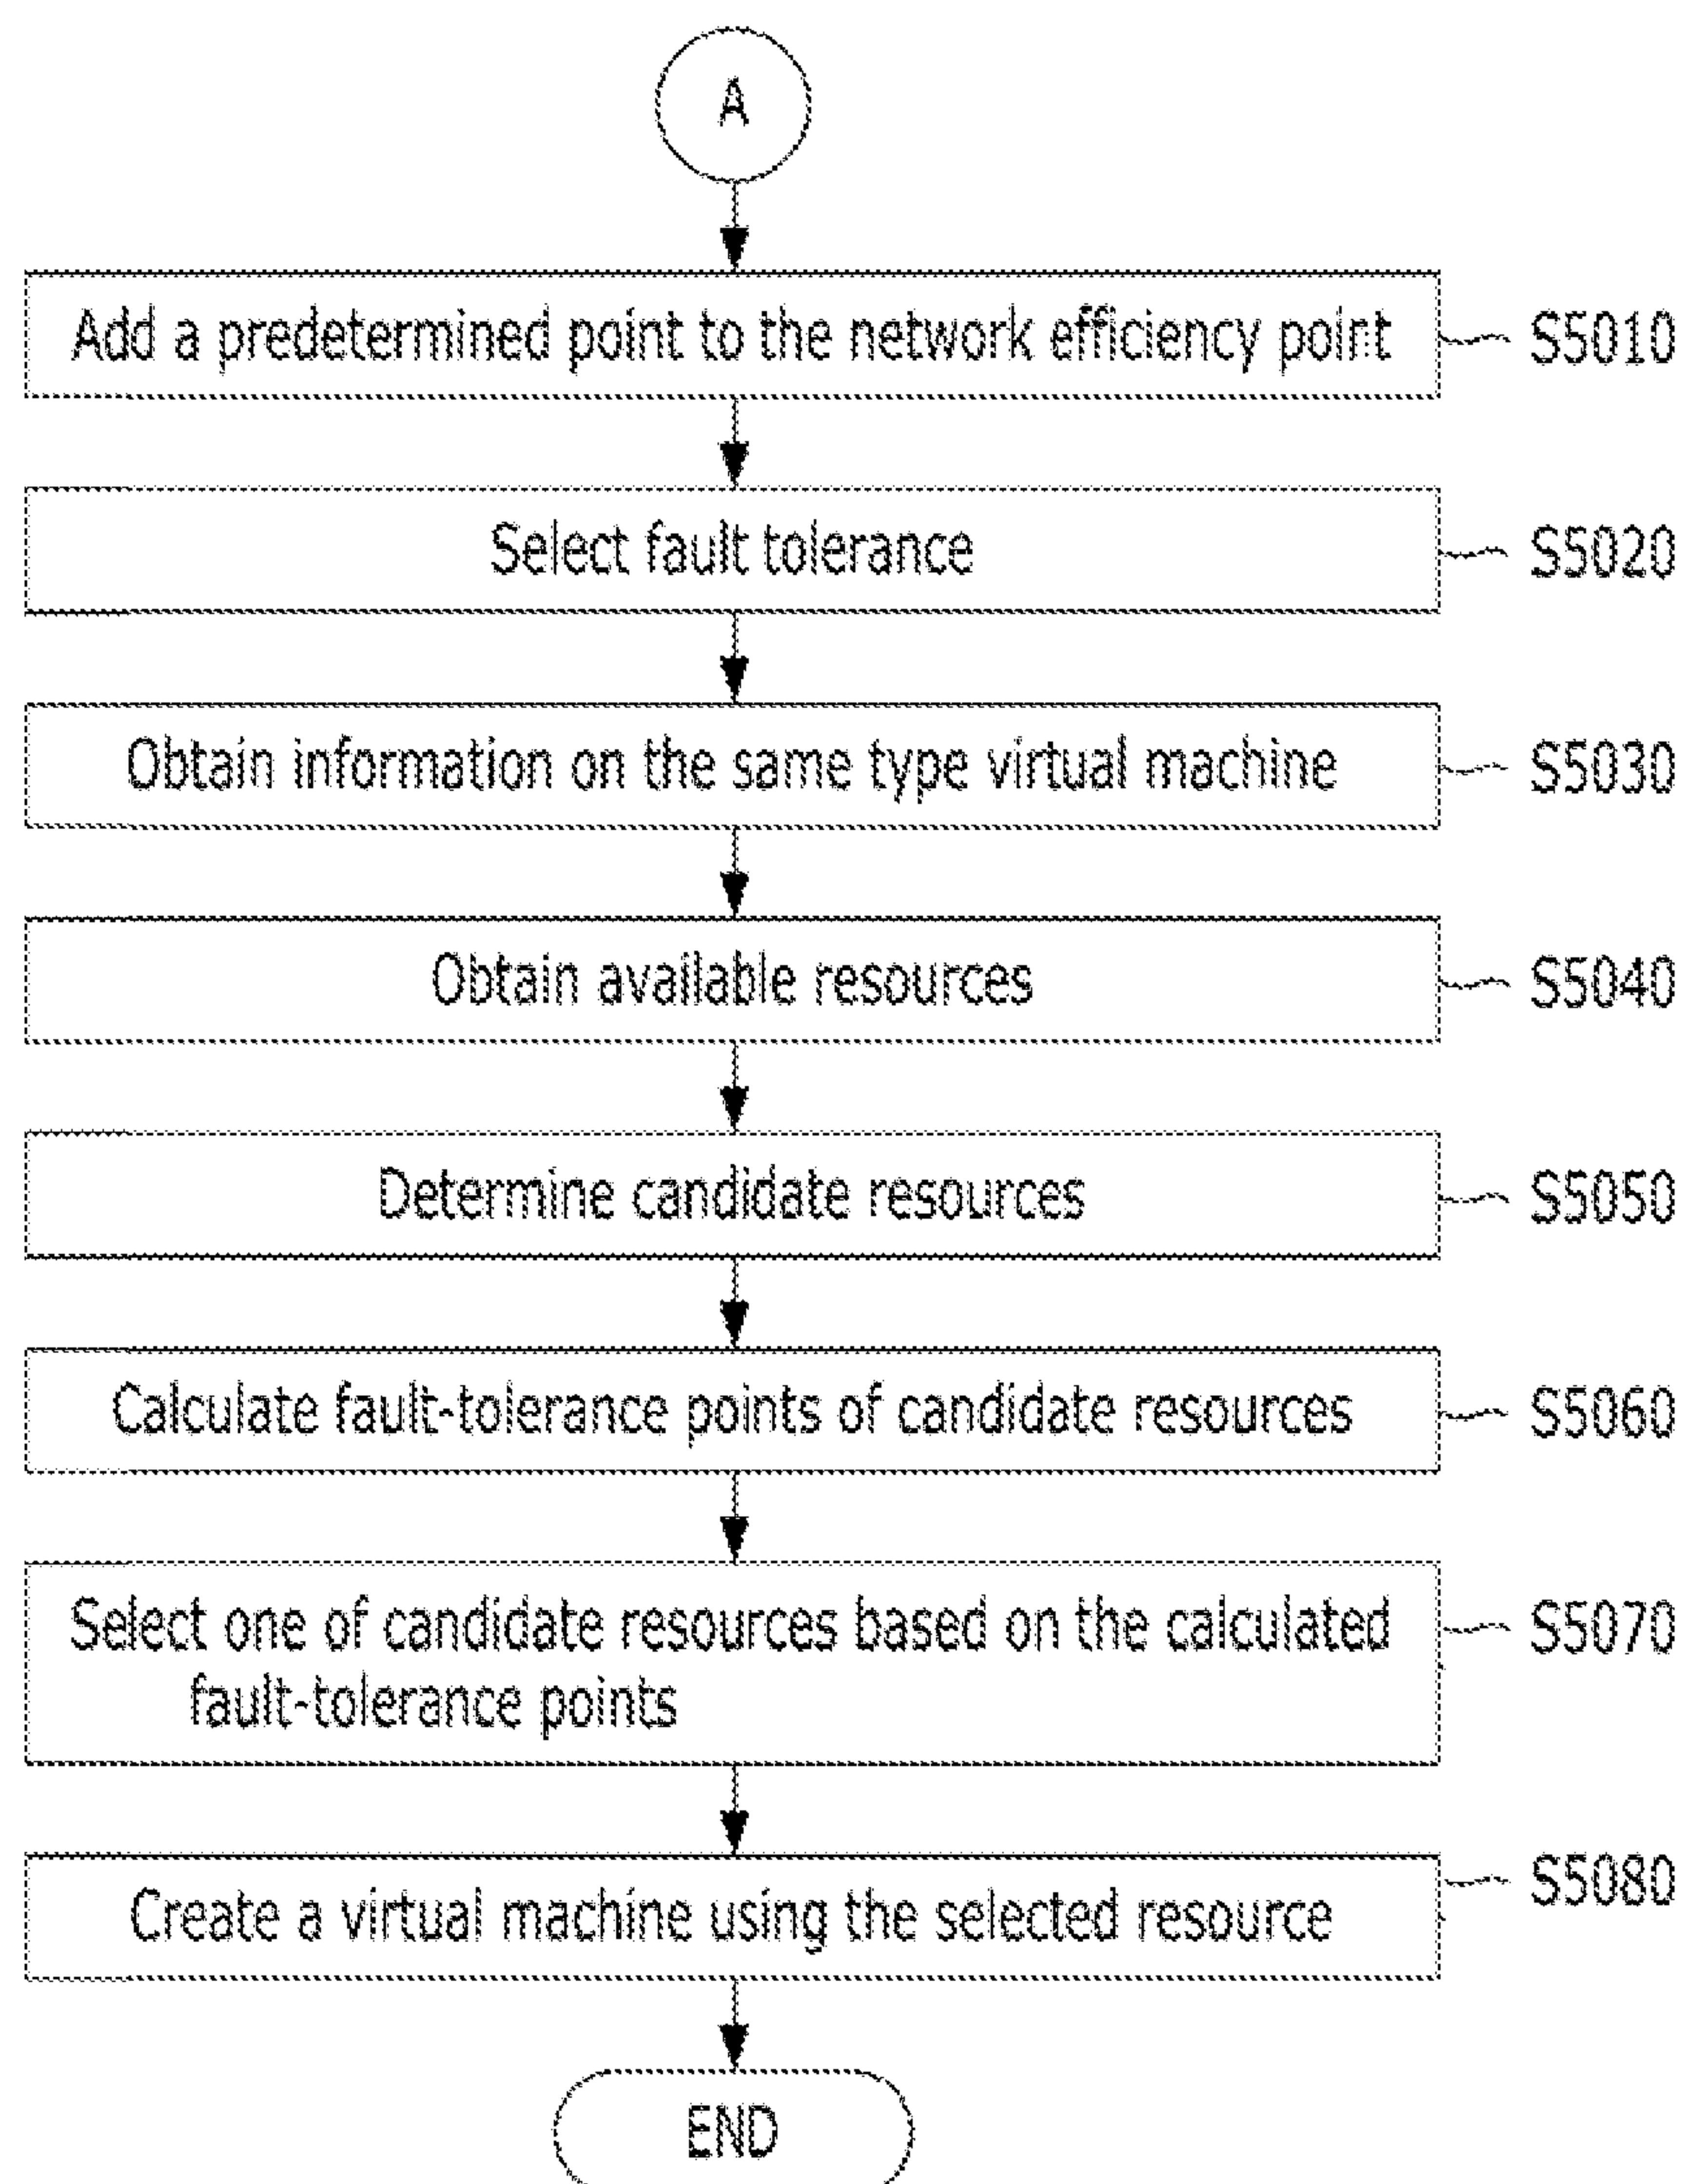 A
Add a predetermined point to the network efficiency point
S5010
Select fault tolerance
S5020
Obtain information on the same type virtual machine
S5030
Obtain available resources
S5040
Determine candidate resources
S5050
Calculate fault-tolerance points of candidate resources
S5060
Select one of candidate resources based on the calculated
fault-tolerance points
S5070
Create a virtual machine using the selected resource
S5080
END